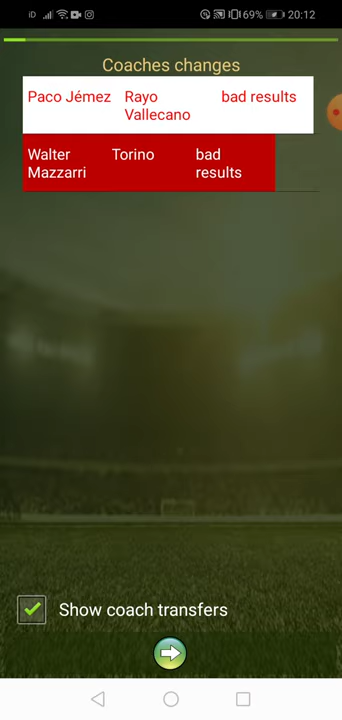 iD 69% 20:12
Coaches changes
Paco Jémez Rayo Vallecano bad results
Walter Mazzarri Torino bad results
Show coach transfers